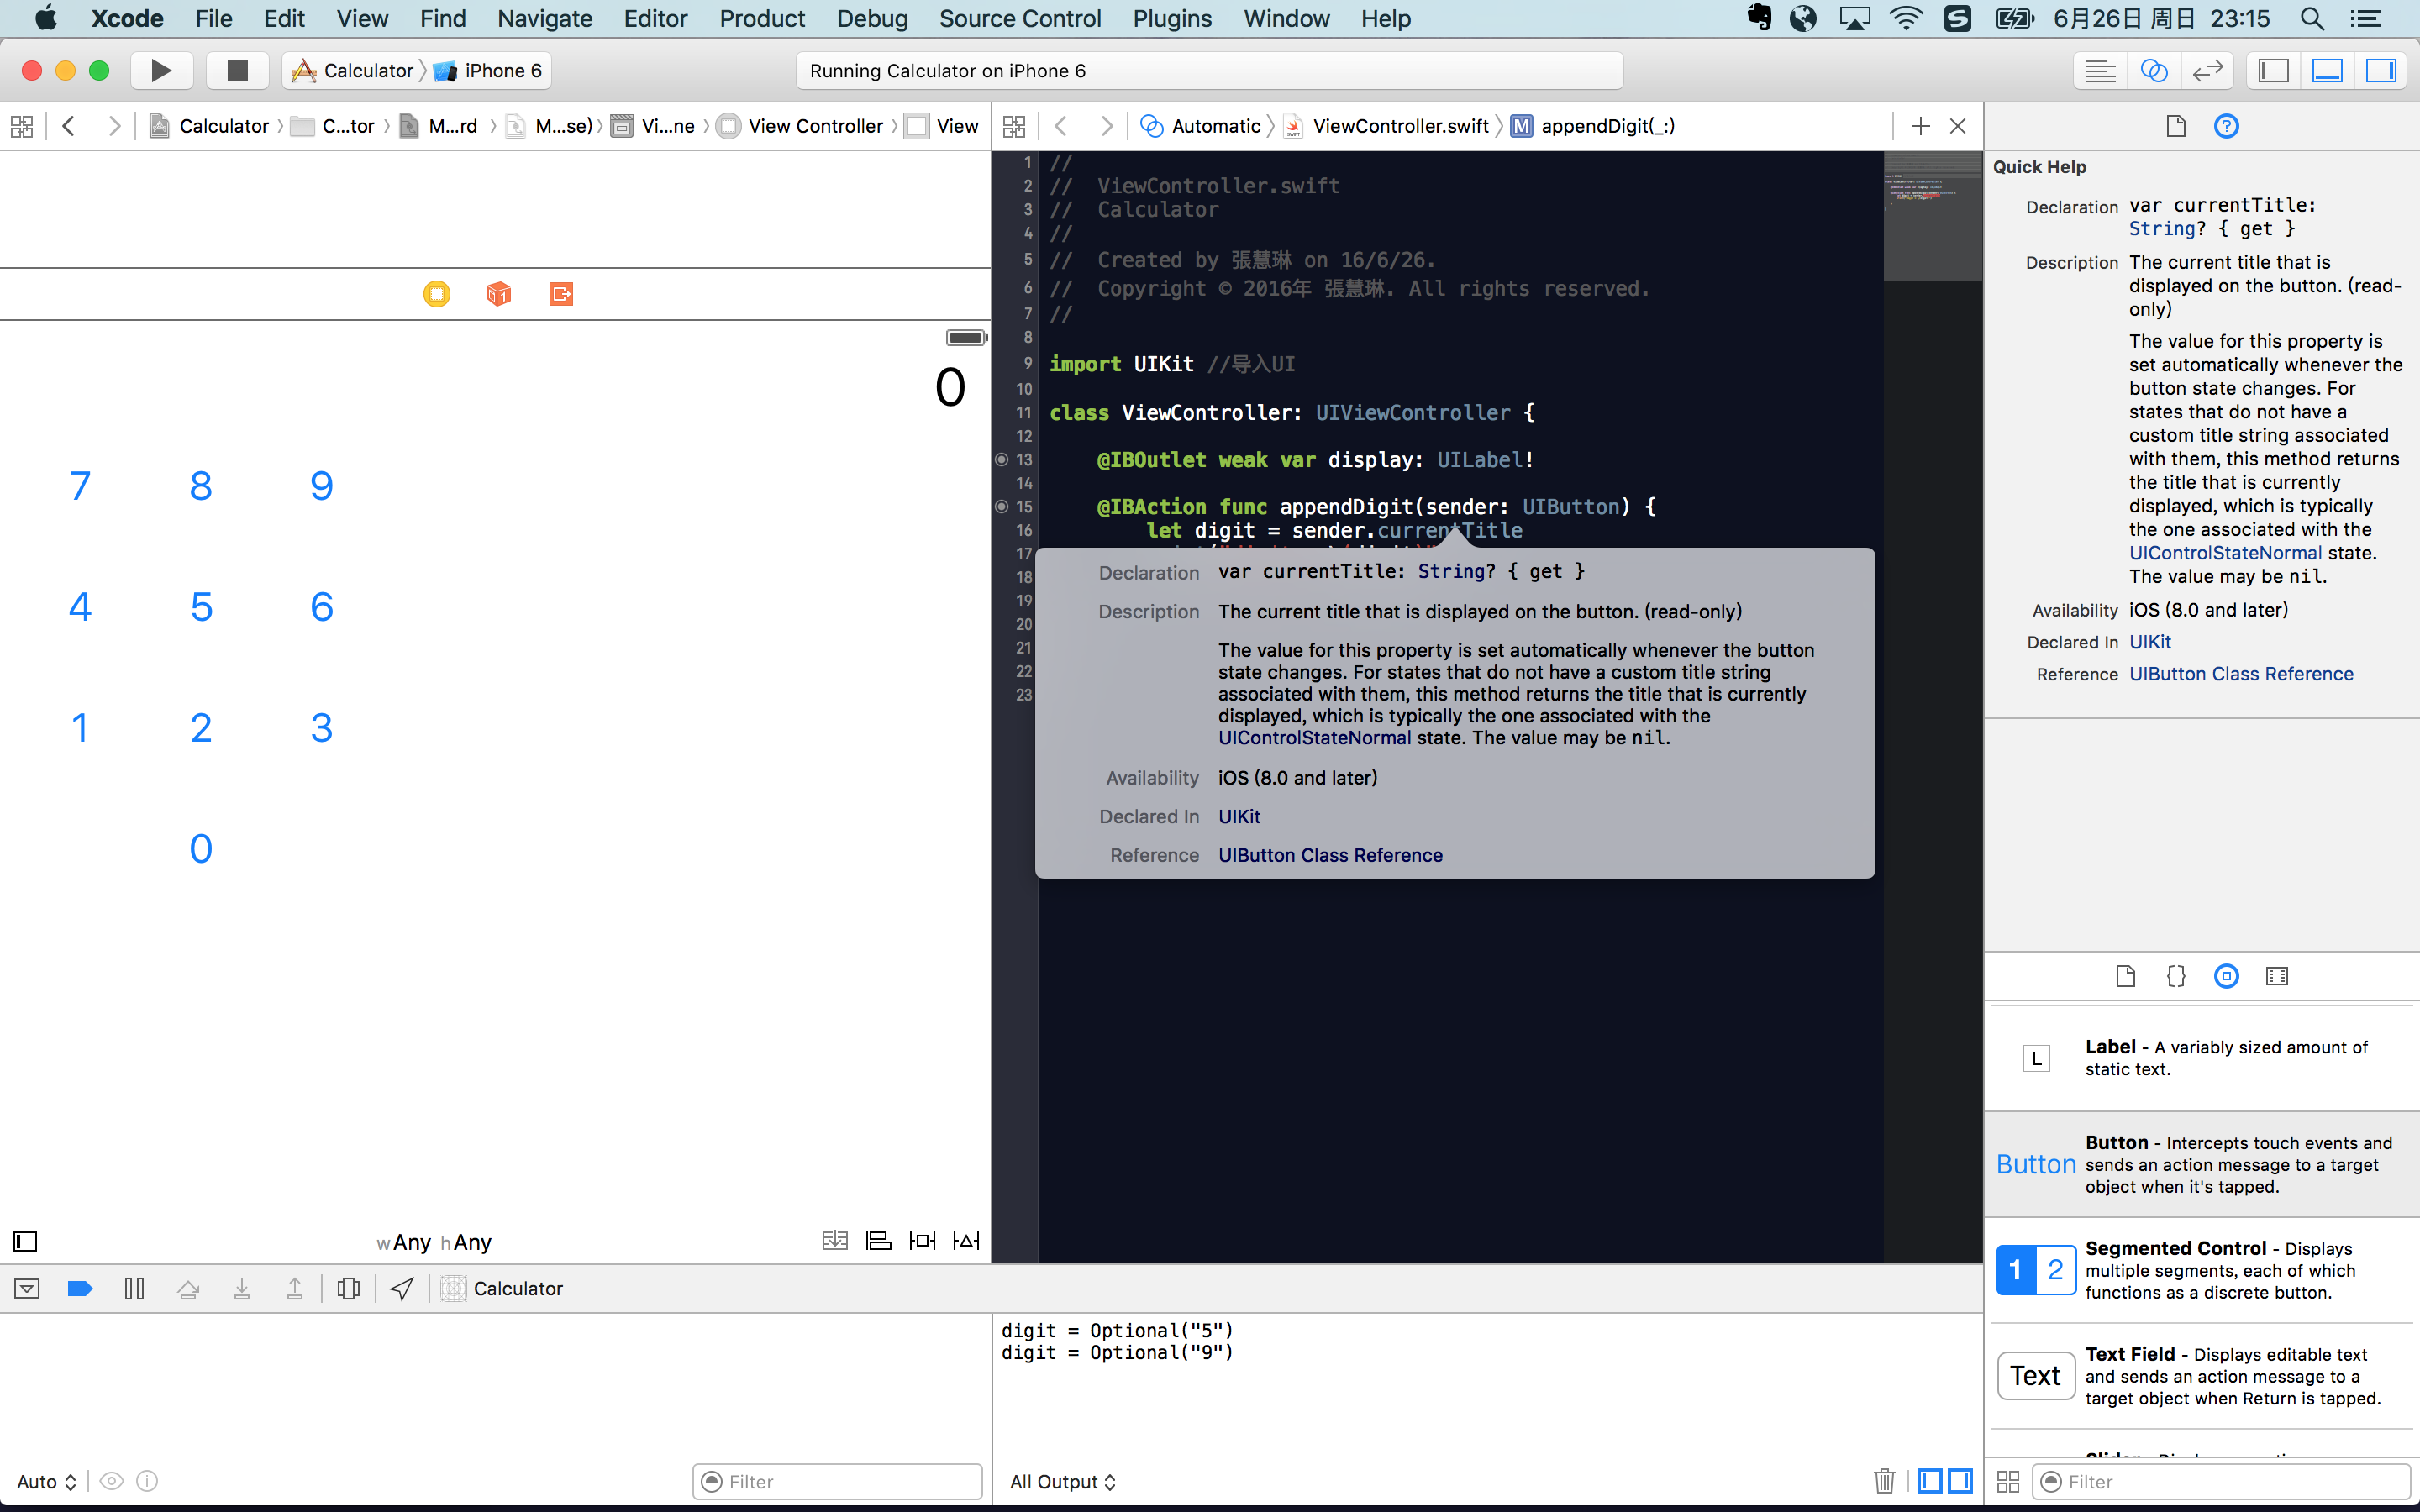 Xcode File Edit View Find Navigate Editor Product Debug Source Control Plugins Window Help 6月26日 周日 23:15
Calculator iPhone 6
Running Calculator on iPhone 6
Calculator C...tor M...rd M...se) Vi...ne View Controller View
Automatic ViewController.swift M appendDigit(_:)
0
7 8 9
4 5 6
1 2 3
0
wAny hAny
1 //
2 // ViewController.swift
3 // Calculator
4 //
5 // Created by 張慧琳 on 16/6/26.
6 // Copyright © 2016年 張慧琳. All rights reserved.
7 //
8
9 import UIKit //导入UI
10
11 class ViewController: UIViewController {
12
13 @IBOutlet weak var display: UILabel!
14
15 @IBAction func appendDigit(sender: UIButton) {
16 let digit = sender.currentTitle
17
18
19
20
21
22
23
Declaration var currentTitle: String? { get }
Description The current title that is displayed on the button. (read-only)
The value for this property is set automatically whenever the button
state changes. For states that do not have a custom title string
associated with them, this method returns the title that is currently
displayed, which is typically the one associated with the
UIControlStateNormal state. The value may be nil.
Availability iOS (8.0 and later)
Declared In UIKit
Reference UIButton Class Reference
Quick Help
Declaration var currentTitle:
String? { get }
Description The current title that is
displayed on the button. (read-
only)
The value for this property is
set automatically whenever the
button state changes. For
states that do not have a
custom title string associated
with them, this method returns
the title that is currently
displayed, which is typically
the one associated with the
UIControlStateNormal state.
The value may be nil.
Availability iOS (8.0 and later)
Declared In UIKit
Reference UIButton Class Reference
L
Label - A variably sized amount of
static text.
Button
Button - Intercepts touch events and
sends an action message to a target
object when it's tapped.
1 2
Segmented Control - Displays
multiple segments, each of which
functions as a discrete button.
Text
Text Field - Displays editable text
and sends an action message to a
target object when Return is tapped.
Filter
Calculator
digit = Optional("5")
digit = Optional("9")
Auto
Filter
All Output